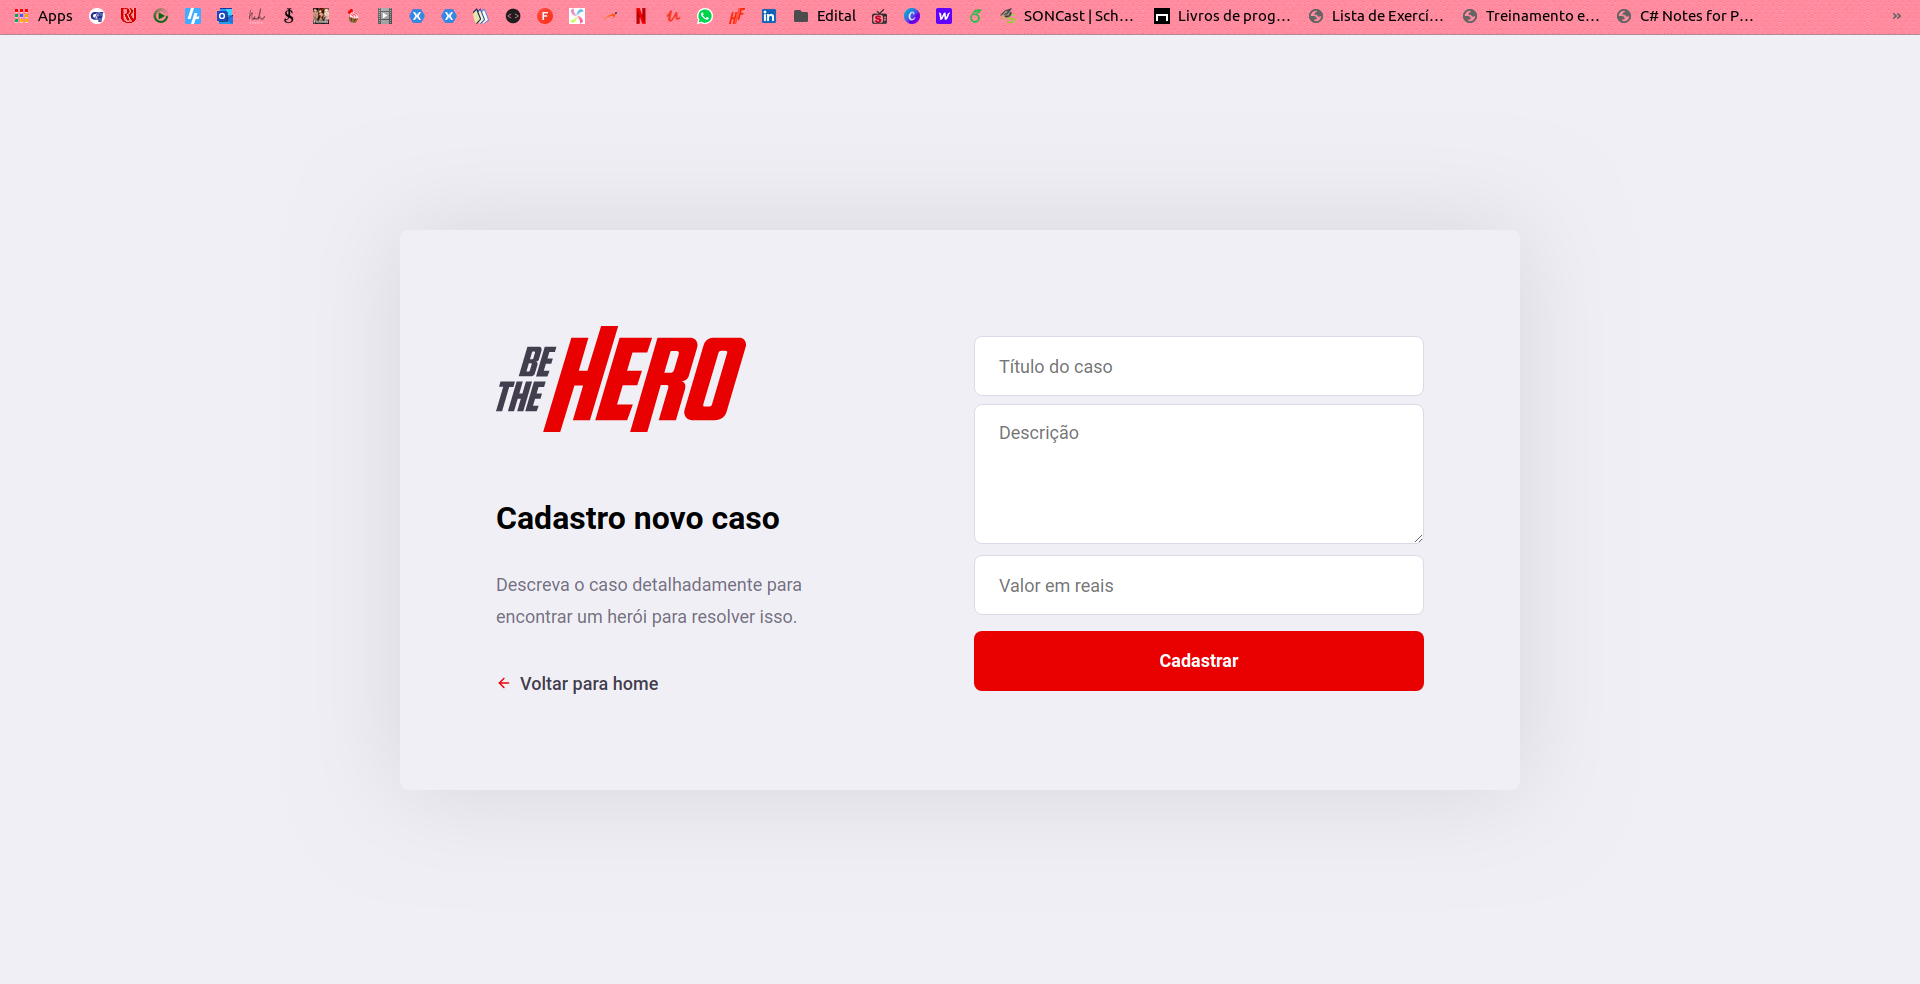 Apps
Edital
SONCast | Sch...
Livros de prog...
Lista de Exercí...
Treinamento e...
C# Notes for P...
»
BE
THE
HERO
Título do caso
Descrição
Cadastro novo caso
Descreva o caso detalhadamente para
encontrar um herói para resolver isso.
Valor em reais
Cadastrar
Voltar para home